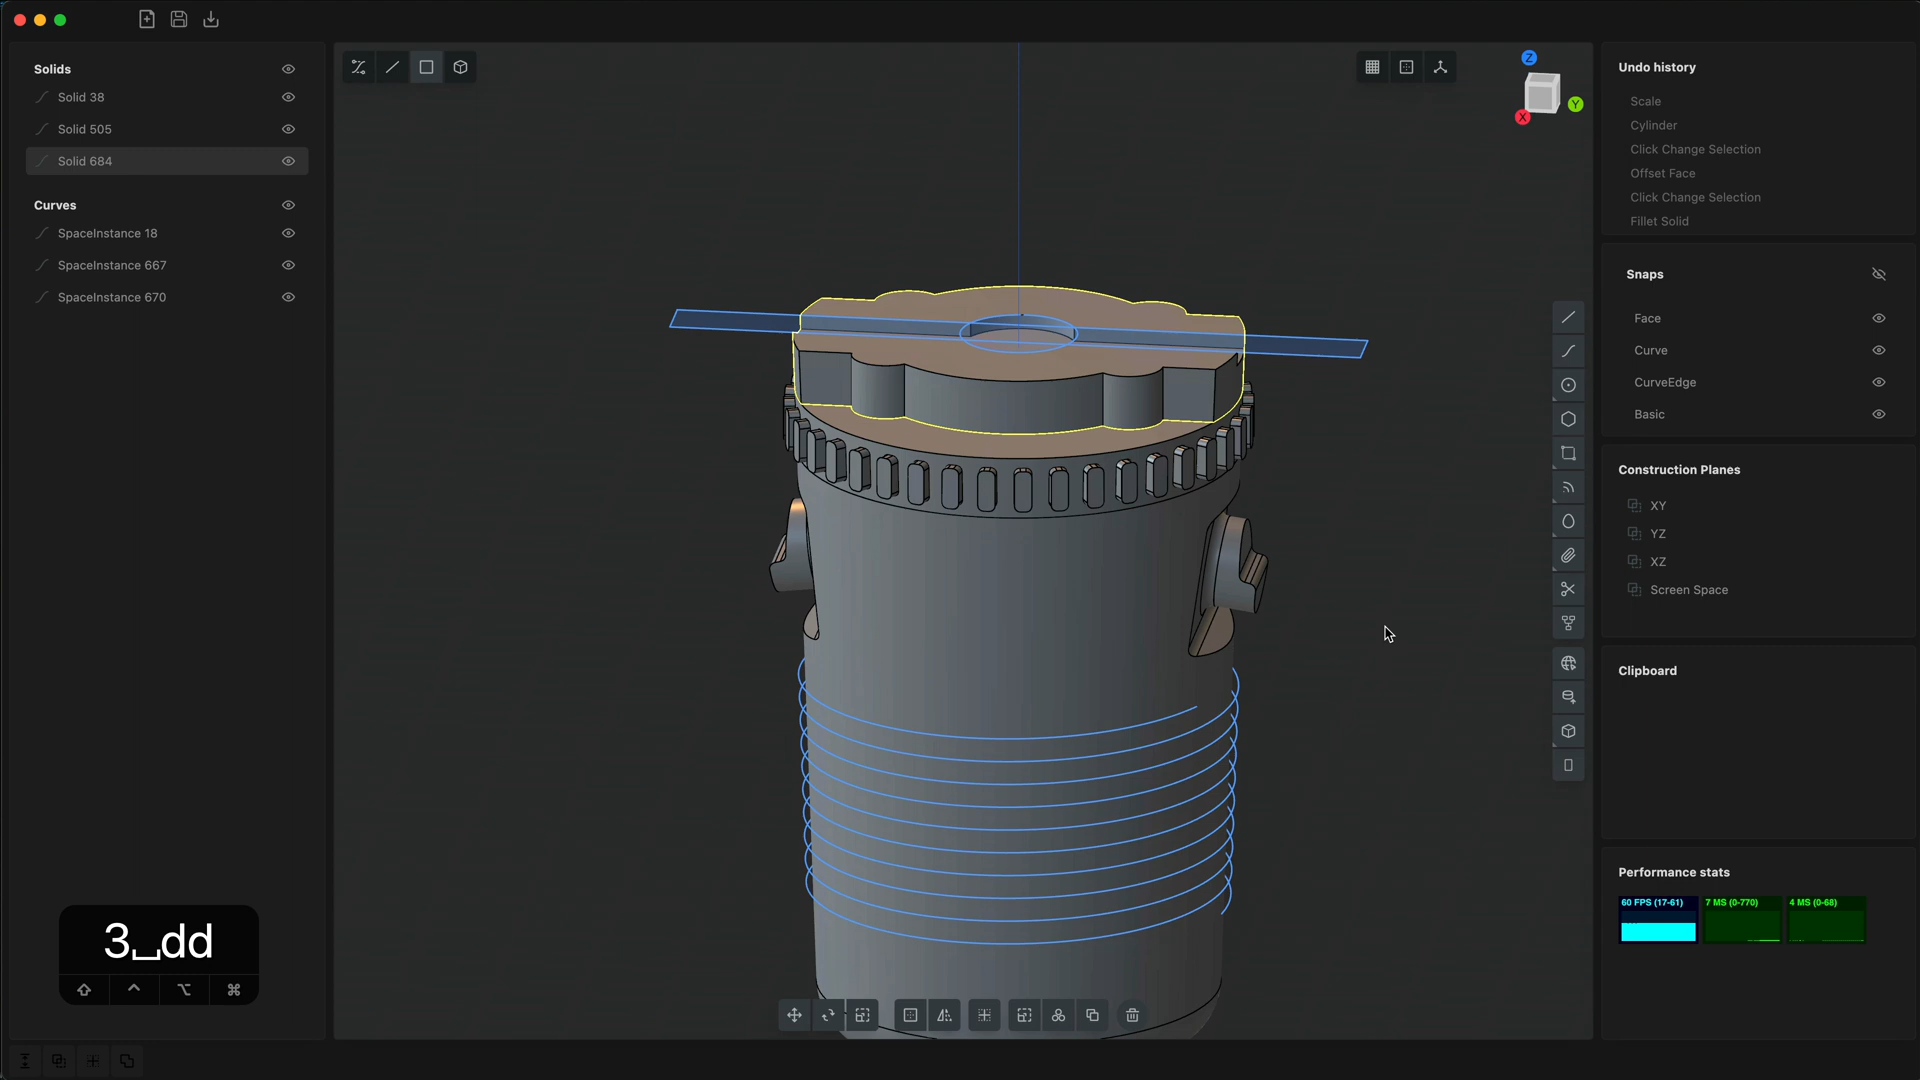 Solids
Solid 38
Solid 505
Solid 684
Curves
SpaceInstance 18
SpaceInstance 667
SpaceInstance 670
Z
Y
X
Undo history
Scale
Cylinder
Click Change Selection
Offset Face
Click Change Selection
Fillet Solid
Snaps
Face
Curve
CurveEdge
Basic
Construction Planes
XY
YZ
XZ
Screen Space
Clipboard
Performance stats
60 FPS (17-61)
7 MS (0-770)
4 MS (0-68)
3⎵dd